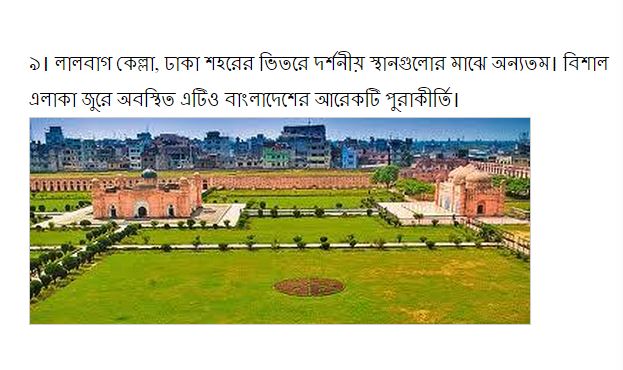 ৯। লালবাগ কেল্লা, ঢাকা শহরের ভিতরে দর্শনীয় স্থানগুলোর মাঝে অন্যতম। বিশাল
এলাকা জুরে অবস্থিত এটিও বাংলাদেশের আরেকটি পুরাকীর্তি।